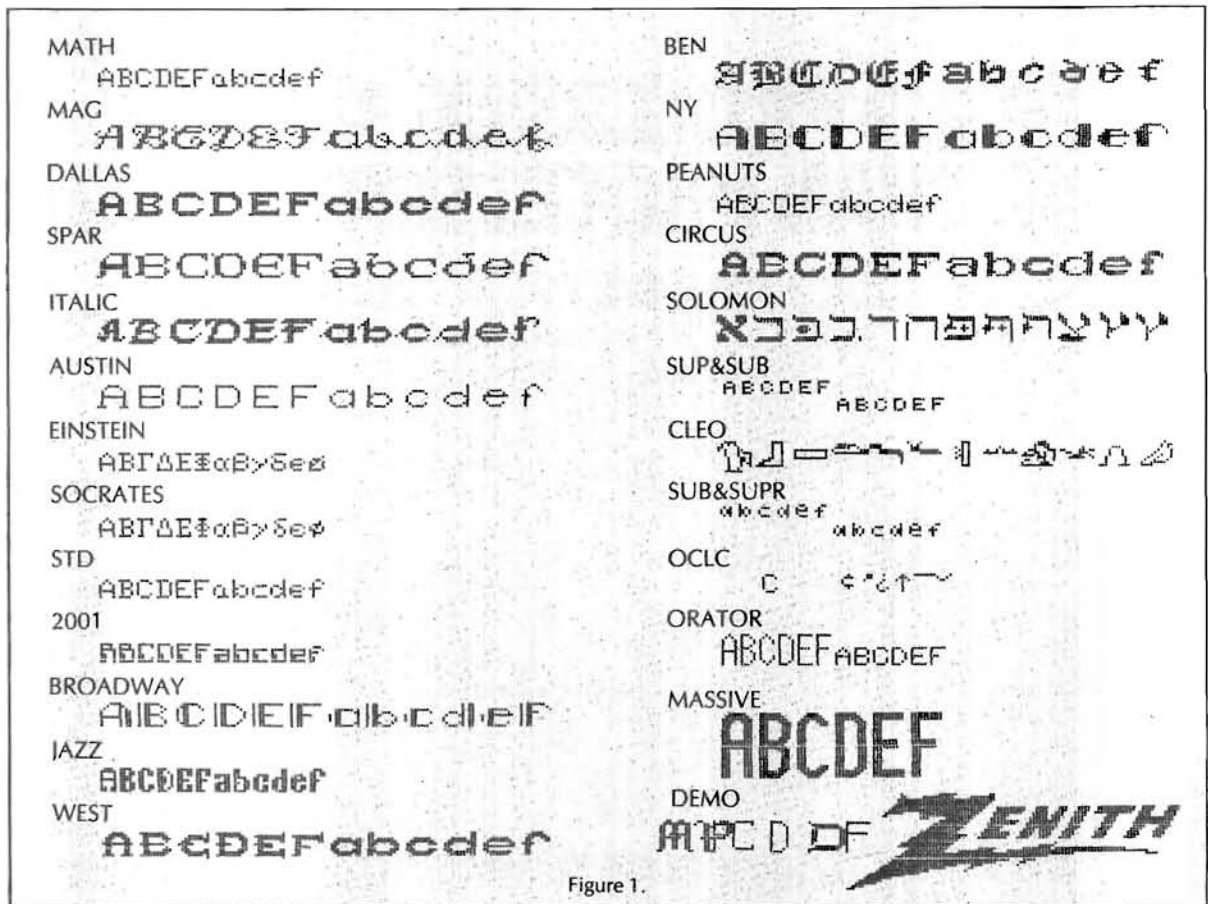 MATH
ABCDEFabcdef
MAG
ABCDEFabcdef
DALLAS
ABCDEFabcdef
SPAR
ABCDEFabcdef
ITALIC
ABCDEFabcdef
AUSTIN
ABCDEFabcdef
EINSTEIN
ΑΒΓΔΕΦαβγδεø
SOCRATES
ΑΒΓΔΕΦαβγδεφ
STD
ABCDEFabcdef
2001
ABCDEFabcdef
BROADWAY
ABCDEFabcdef
JAZZ
ABCDEFabcdef
WEST
ABCDEFabcdef
BEN
ABCDEFabcdef
NY
ABCDEFabcdef
PEANUTS
ABCDEFabcdef
CIRCUS
ABCDEFabcdef
SOLOMON
SUP&SUB
ABCDEF
ABCDEF
CLEO
SUB&SUPR
abcdef
abcdef
OCLC
ORATOR
ABCDEFABCDEF
MASSIVE
ABCDEF
DEMO
ZENITH
Figure 1.